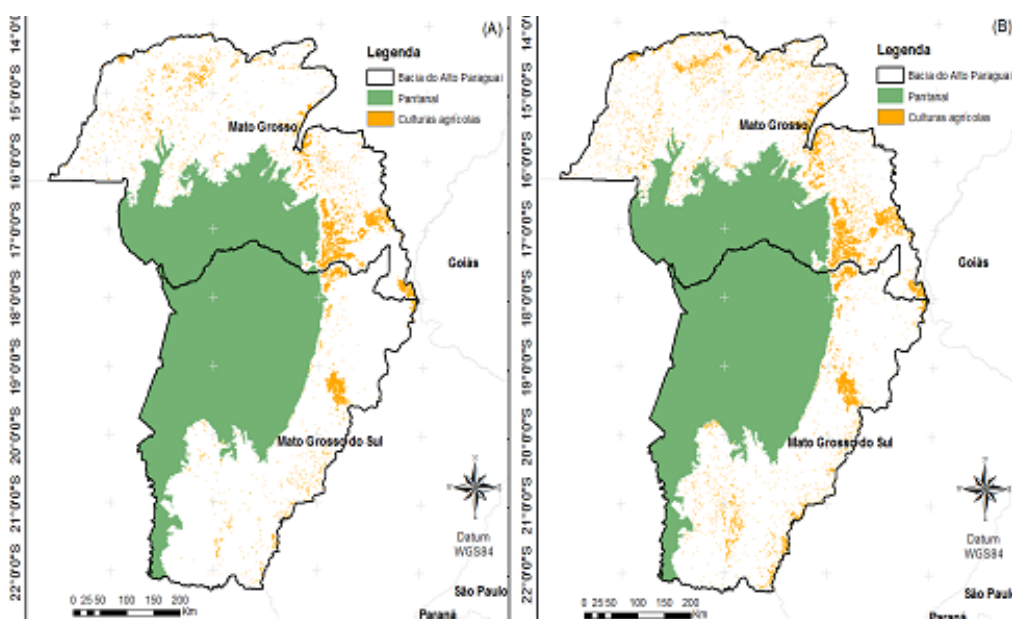 (A)
Legenda
Bacia do Alto Paraguai
Pantanal
Culturas agrícolas
Mato Grosso
Goiás
Mato Grosso do Sul
Datum
WGS84
São Paulo
Paraná
0 25 50 100 150 200
Km
14°0'0"S
15°0'0"S
16°0'0"S
17°0'0"S
18°0'0"S
19°0'0"S
20°0'0"S
21°0'0"S
22°0'0"S
(B)
Legenda
Bacia do Alto Paraguai
Pantanal
Culturas agrícolas
Mato Grosso
Goiás
Mato Grosso do Sul
Datum
WGS84
São Paulo
Paraná
0 25 50 100 150 200
Km
14°0'0"S
15°0'0"S
16°0'0"S
17°0'0"S
18°0'0"S
19°0'0"S
20°0'0"S
21°0'0"S
22°0'0"S